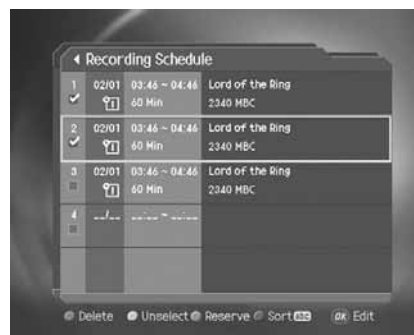 Recording Schedule
1 02/01 03:46 ~ 04:46 Lord of the Ring
60 Min 2340 MBC
2 02/01 03:46 ~ 04:46 Lord of the Ring
60 Min 2340 MBC
3 02/01 03:46 ~ 04:46 Lord of the Ring
60 Min 2340 MBC
4 --/-- --:-- ~ --:--
Delete Unselect Reserve Sort abc OK Edit